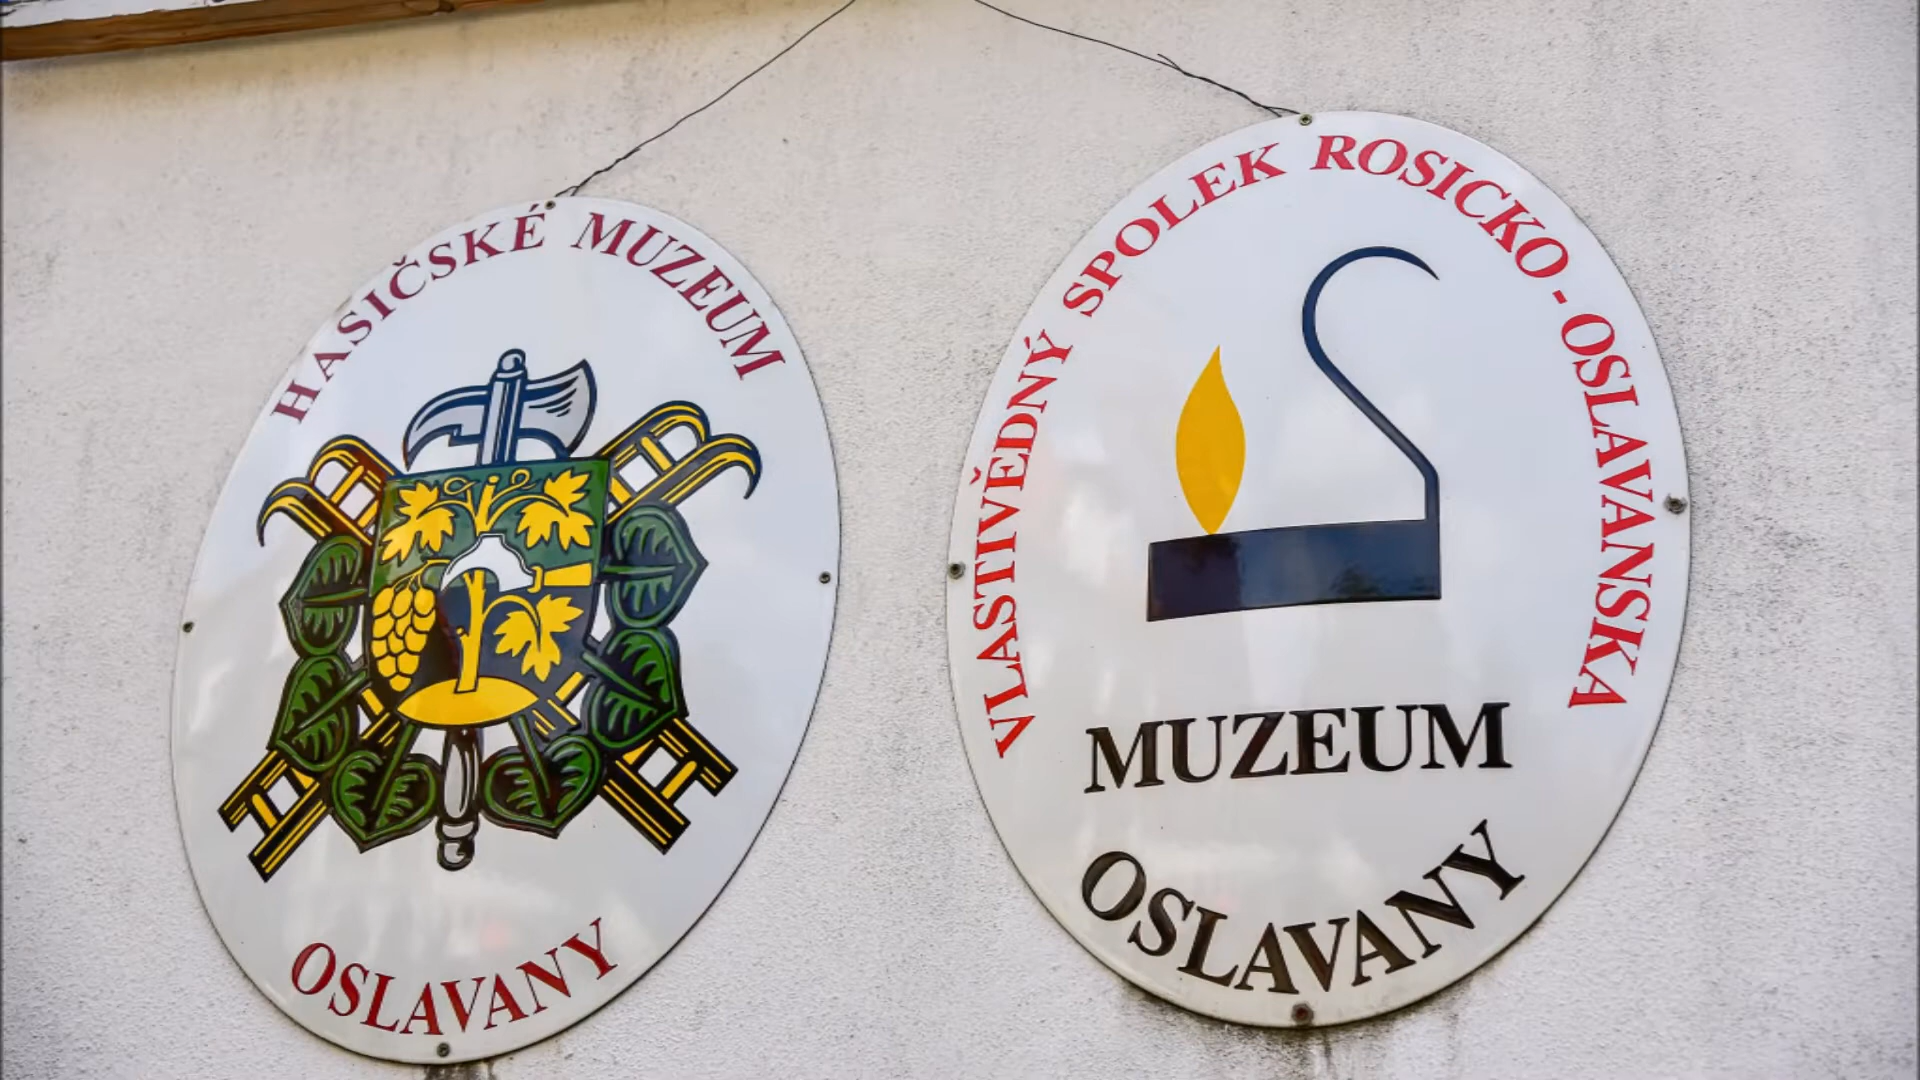 HASIČSKÉ MUZEUM
OSLAVANY
VLASTIVĚDNÝ SPOLEK ROSICKO - OSLAVANSKA
MUZEUM
OSLAVANY